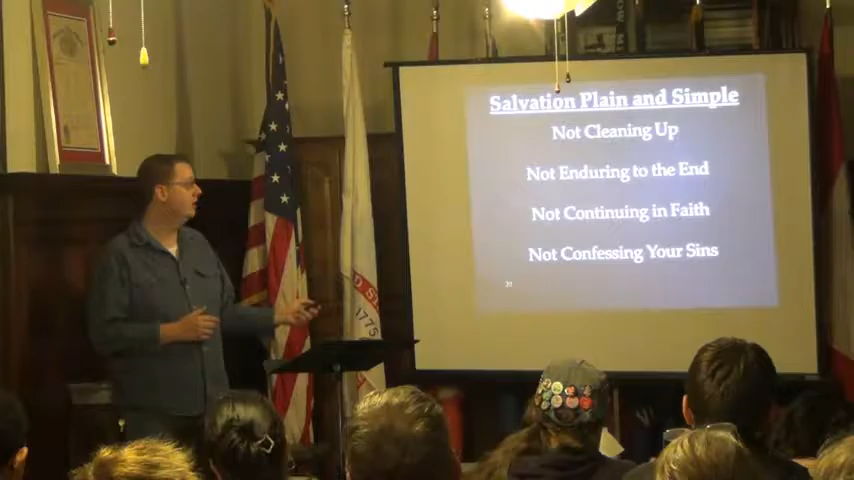 Salvation Plain and Simple
Not Cleaning Up
Not Enduring to the End
Not Continuing in Faith
Not Confessing Your Sins
1775